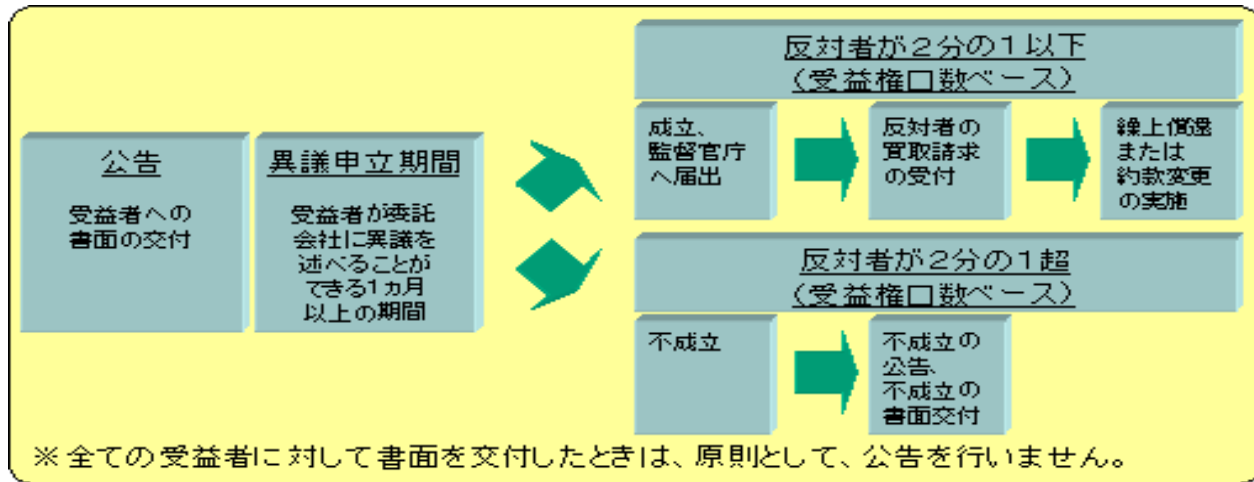 公告
受益者への
書面の交付
異議申立期間
受益者が委託
会社に異議を
述べることが
できる1ヵ月
以上の期間
反対者が2分の1以下
(受益権口数ベース)
成立、
監督官庁
へ届出
反対者の
買取請求
の受付
繰上償還
または
約款変更
の実施
反対者が2分の1超
(受益権口数ベース)
不成立
不成立の
公告、
不成立の
書面交付
※全ての受益者に対して書面を交付したときは、原則として、公告を行いません。